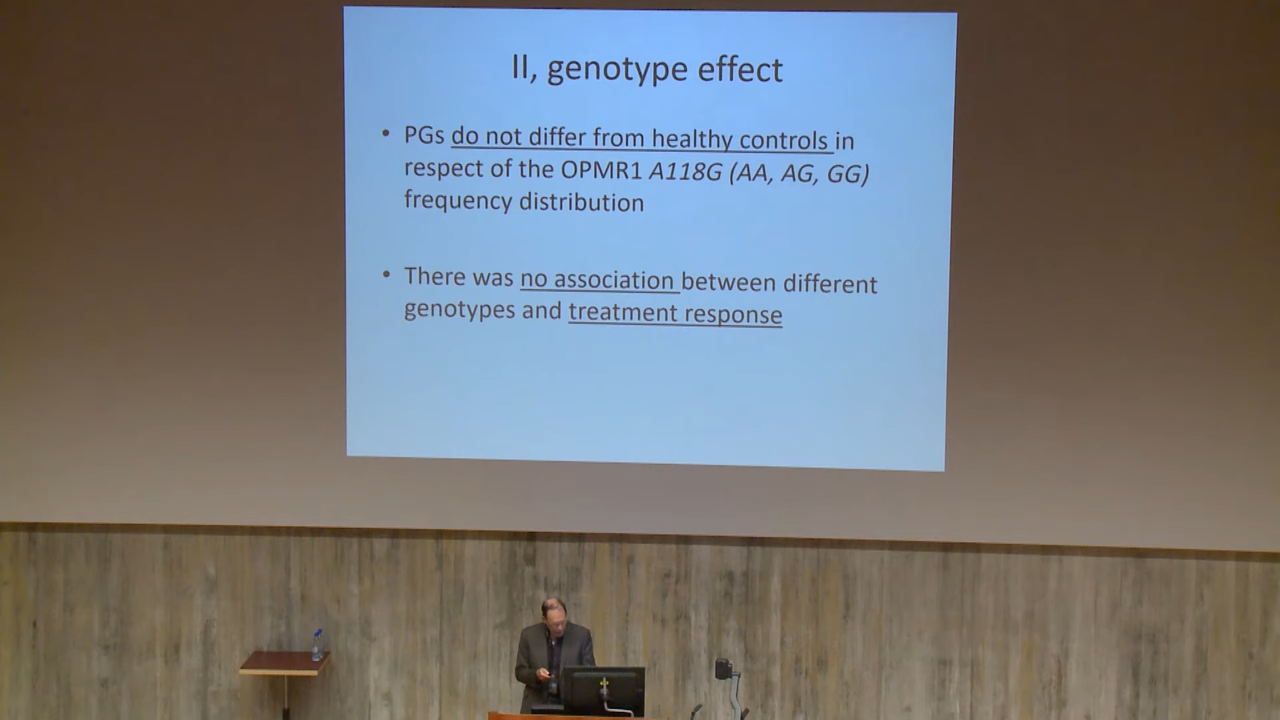 II, genotype effect
• PGs do not differ from healthy controls in
respect of the OPMR1 A118G (AA, AG, GG)
frequency distribution
• There was no association between different
genotypes and treatment response